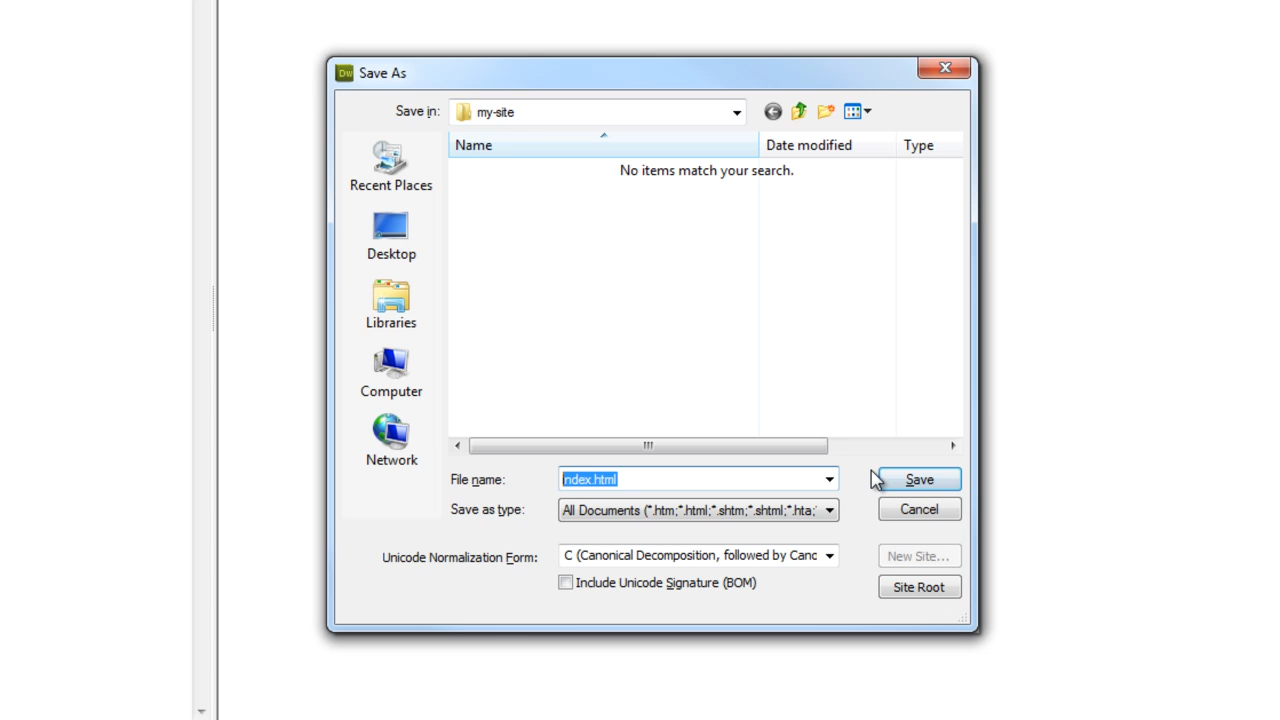 Dw Save As
Save in: my-site
Name Date modified Type
No items match your search.
Recent Places
Desktop
Libraries
Computer
Network
File name: index.html Save
Save as type: All Documents (*.htm;*.html;*.shtm;*.shtml;*.hta;* Cancel
Unicode Normalization Form: C (Canonical Decomposition, followed by Canc New Site...
Include Unicode Signature (BOM)
Site Root